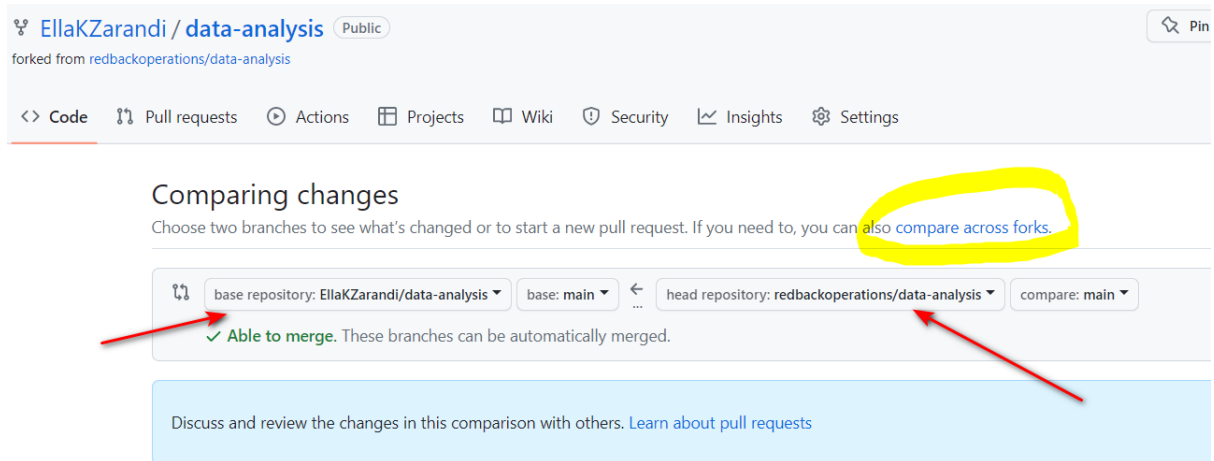 EllaKZarandi / data-analysis Public Pin
forked from redbackoperations/data-analysis
Code Pull requests Actions Projects Wiki Security Insights Settings
Comparing changes
Choose two branches to see what's changed or to start a new pull request. If you need to, you can also compare across forks.
base repository: EllaKZarandi/data-analysis base: main ... head repository: redbackoperations/data-analysis compare: main
Able to merge. These branches can be automatically merged.
Discuss and review the changes in this comparison with others. Learn about pull requests